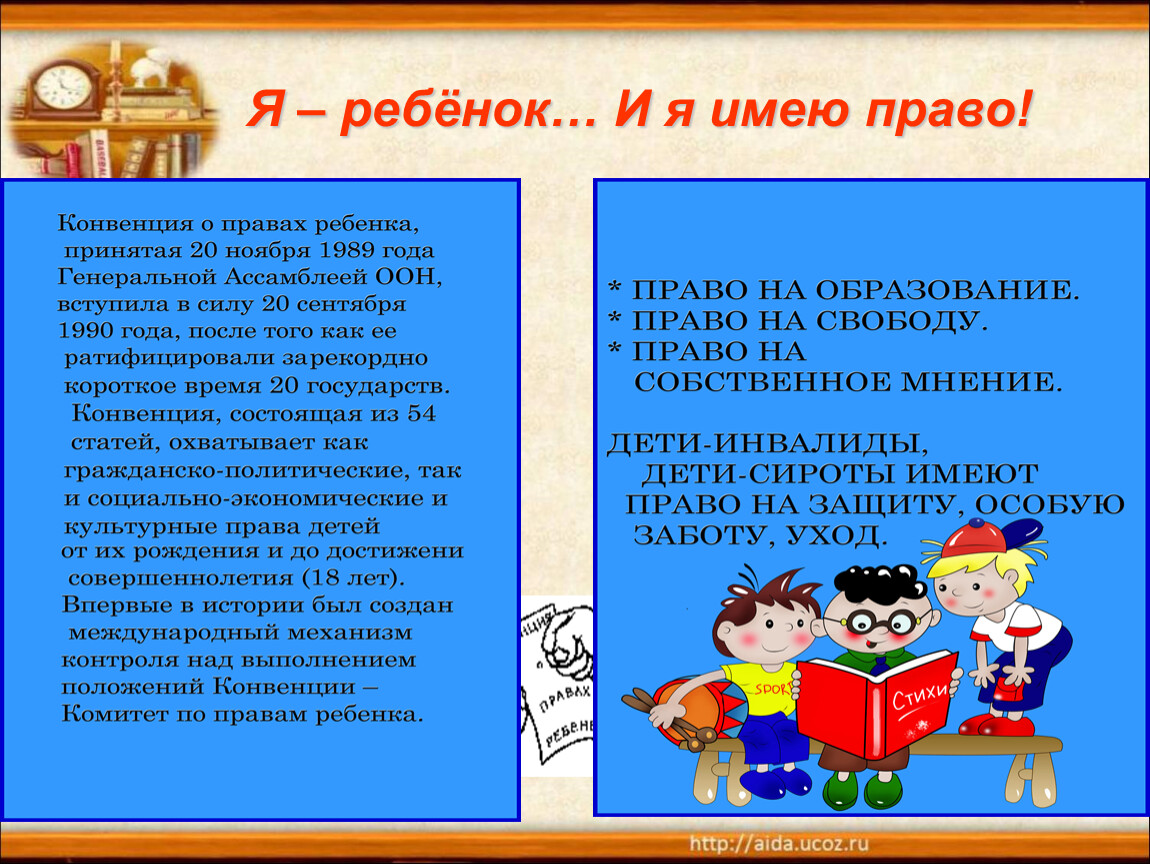 Я – ребёнок… И я имею право!
Конвенция о правах ребенка,
принятая 20 ноября 1989 года
Генеральной Ассамблеей ООН,
вступила в силу 20 сентября
1990 года, после того как ее
ратифицировали зарекордно
короткое время 20 государств.
Конвенция, состоящая из 54
статей, охватывает как
гражданско-политические, так
и социально-экономические и
культурные права детей
от их рождения и до достижени
совершеннолетия (18 лет).
Впервые в истории был создан
международный механизм
контроля над выполнением
положений Конвенции –
Комитет по правам ребенка.
* ПРАВО НА ОБРАЗОВАНИЕ.
* ПРАВО НА СВОБОДУ.
* ПРАВО НА
СОБСТВЕННОЕ МНЕНИЕ.
ДЕТИ-ИНВАЛИДЫ,
ДЕТИ-СИРОТЫ ИМЕЮТ
ПРАВО НА ЗАЩИТУ, ОСОБУЮ
ЗАБОТУ, УХОД.
ПРАВАХ
SPORT
Стихи
http://aida.ucoz.ru